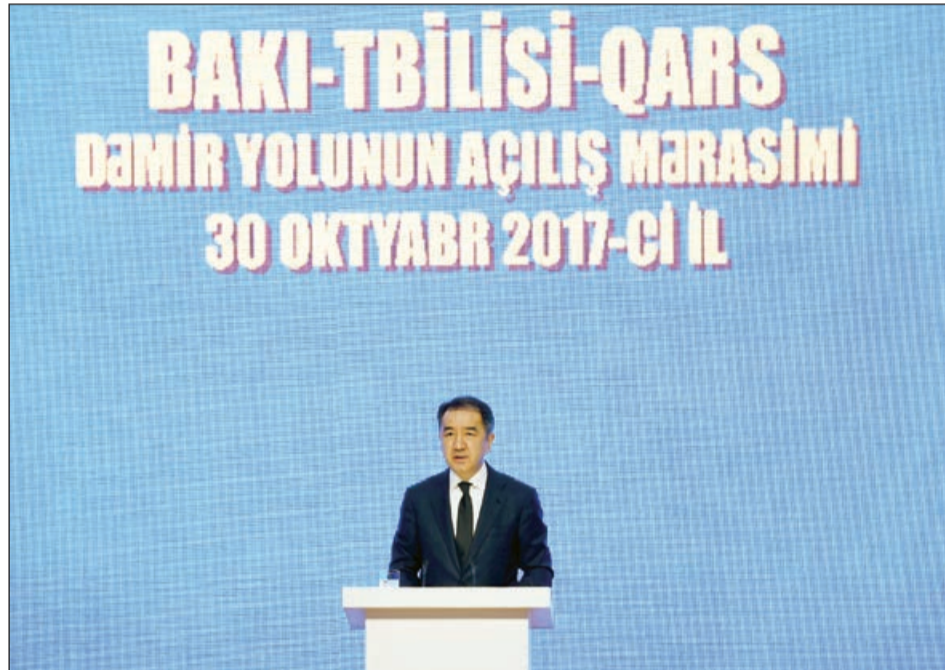 BAKI-TBİLİSİ-QARS
DƏMİR YOLUNUN AÇILIŞ MƏRASİMİ
30 OKTYABR 2017-Cİ İL